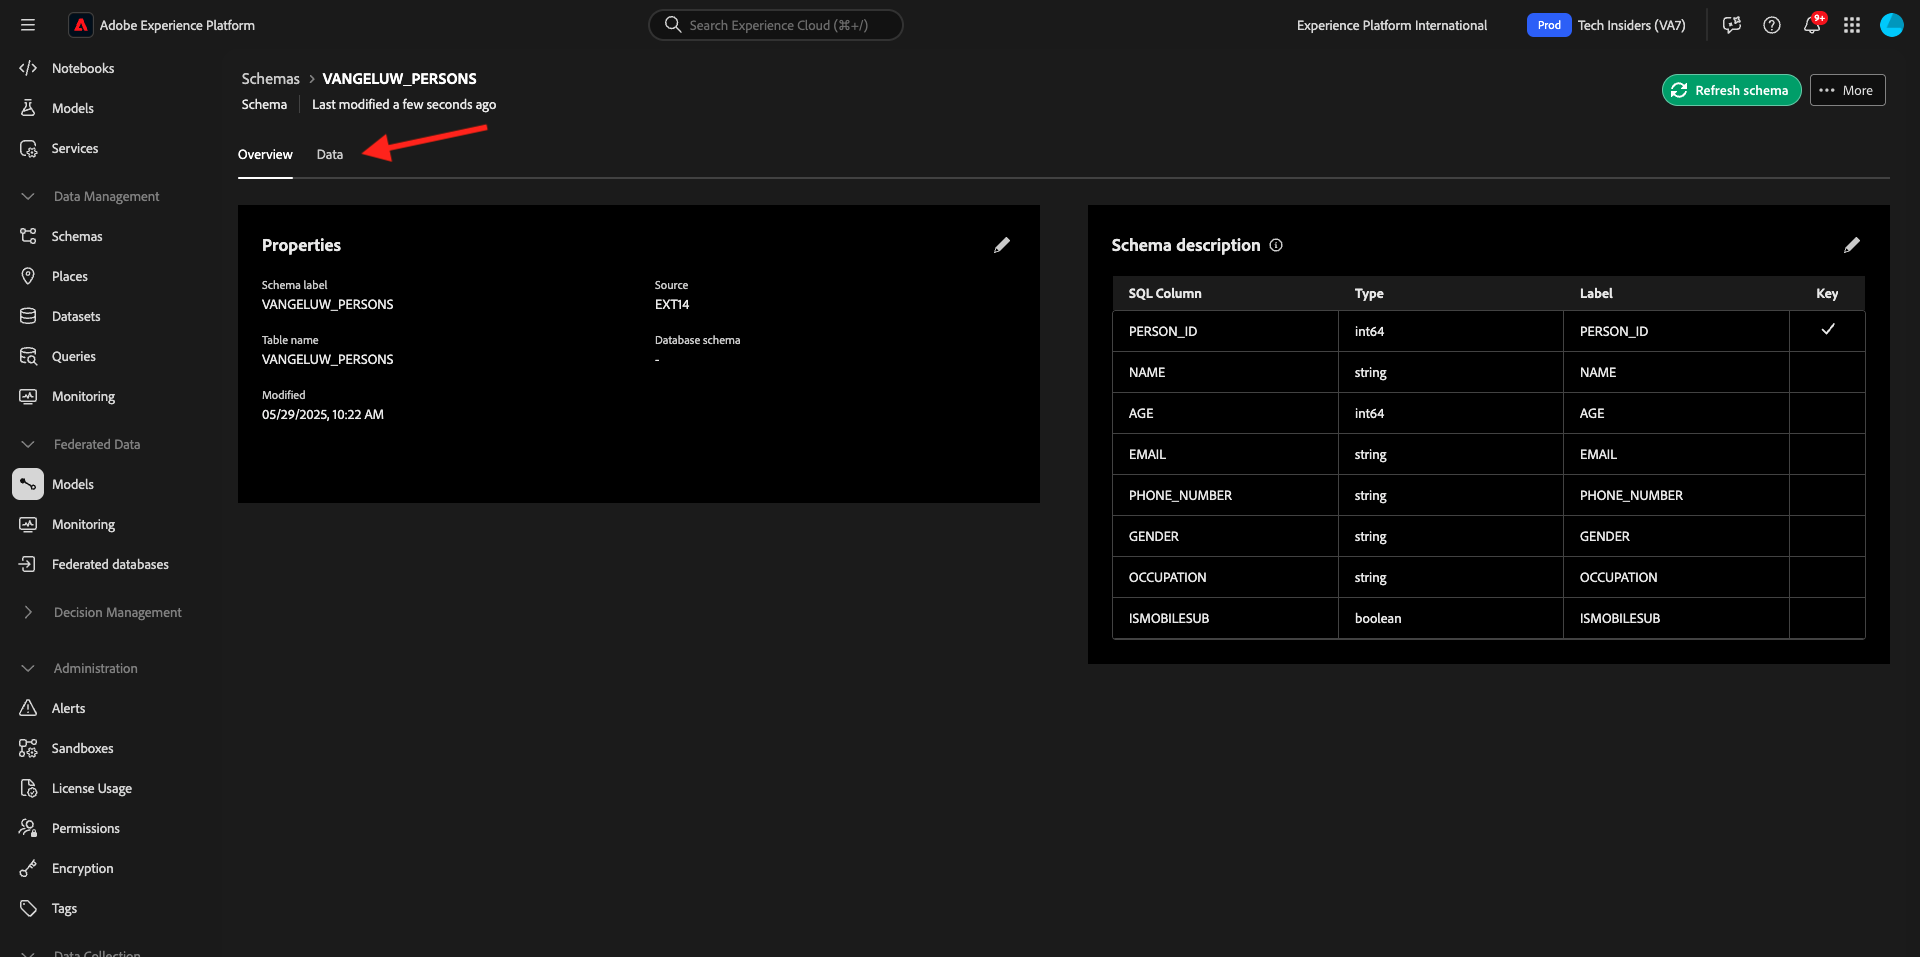 Adobe Experience Platform
Search Experience Cloud (⌘+/)
Experience Platform International
Prod
Tech Insiders (VA7)
9+
Notebooks
Models
Services
Data Management
Schemas
Places
Datasets
Queries
Monitoring
Federated Data
Models
Monitoring
Federated databases
Decision Management
Administration
Alerts
Sandboxes
License Usage
Permissions
Encryption
Tags
Data Collection
Schemas > VANGELUW_PERSONS
Schema | Last modified a few seconds ago
Refresh schema
··· More
Overview Data
Properties
Schema label
VANGELUW_PERSONS
Source
EXT14
Table name
VANGELUW_PERSONS
Database schema
-
Modified
05/29/2025, 10:22 AM
Schema description
SQL Column Type Label Key
PERSON_ID int64 PERSON_ID ✓
NAME string NAME
AGE int64 AGE
EMAIL string EMAIL
PHONE_NUMBER string PHONE_NUMBER
GENDER string GENDER
OCCUPATION string OCCUPATION
ISMOBILESUB boolean ISMOBILESUB